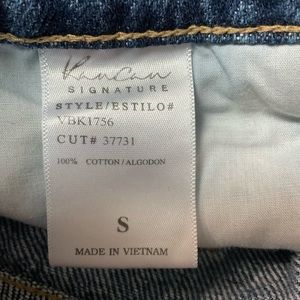 KanCan
SIGNATURE
STYLE/ESTILO#
VBK1756
CUT# 37731
100% COTTON/ALGODON
S
MADE IN VIETNAM